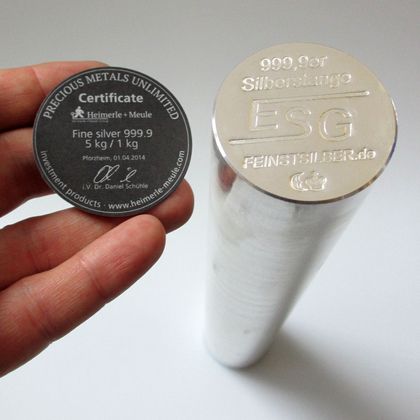 PRECIOUS METALS UNLIMITED
Certificate
Heimerle + Meule
Fine silver 999.9
5 kg / 1 kg
Pforzheim, 01.04.2014
i.V. Dr. Daniel Schühle
investment products · www.heimerle-meule.com
999,9er
Silberstange
ESG
FEINSTSILBER.de